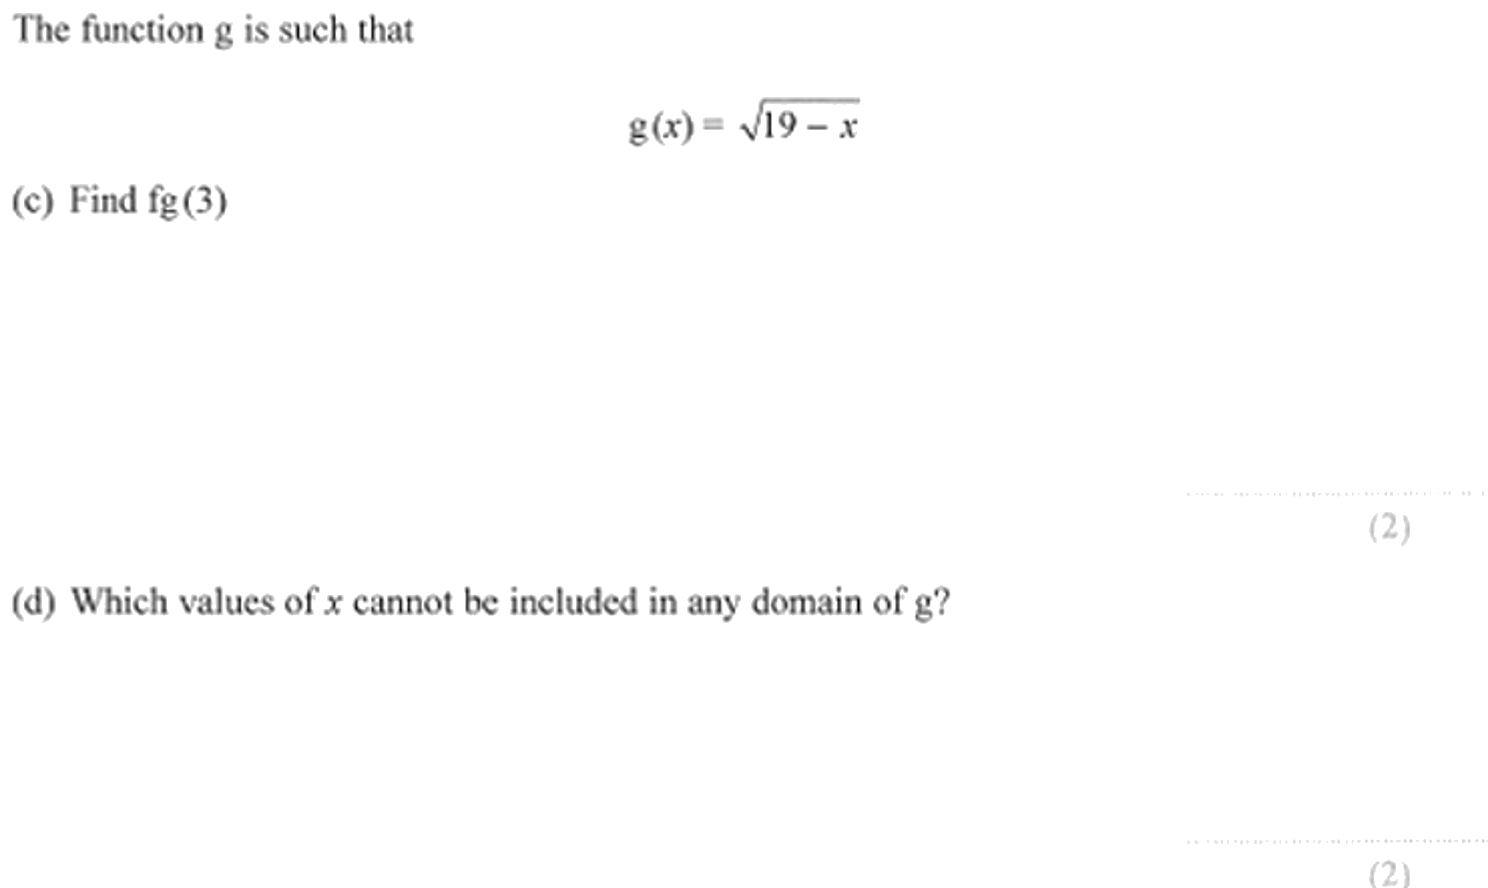 The function g is such that
g(x) = √19 – x
(c) Find fg(3)
(2)
(d) Which values of x cannot be included in any domain of g?
(2)